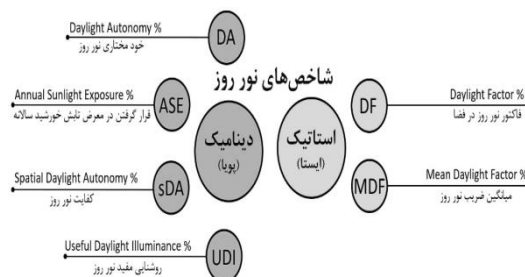 Daylight Autonomy %
خود مختاری نور روز
DA
شاخص‌های نور روز
Annual Sunlight Exposure %
قرار گرفتن در معرض تابش خورشید سالانه
ASE
Daylight Factor %
فاکتور نور روز در فضا
DF
دینامیک
(پویا)
استاتیک
(ایستا)
Spatial Daylight Autonomy %
کفایت نور روز
sDA
Mean Daylight Factor %
میانگین ضریب نور روز
MDF
Useful Daylight Illuminance %
روشنایی مفید نور روز
UDI